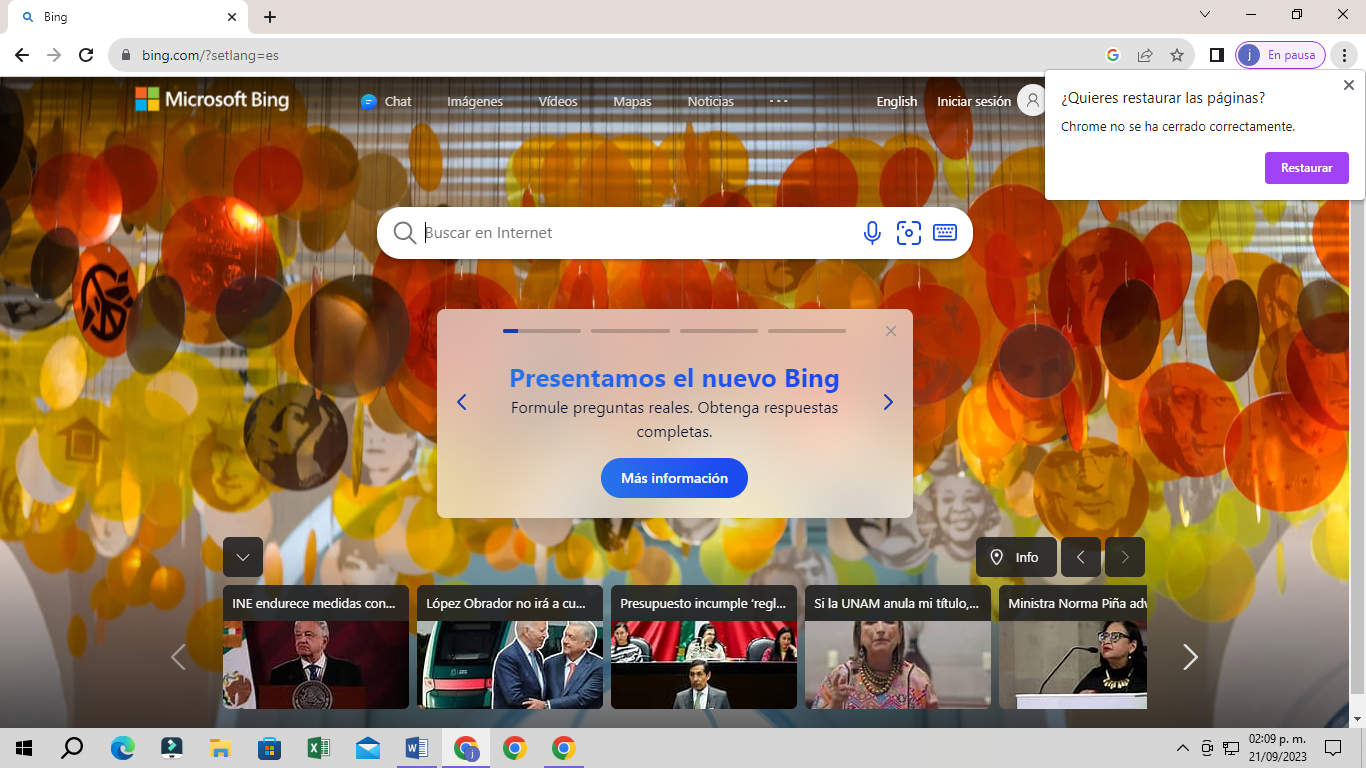 Bing
bing.com/?setlang=es
j En pausa
¿Quieres restaurar las páginas?
Chrome no se ha cerrado correctamente.
Restaurar
Microsoft Bing
Chat Imágenes Vídeos Mapas Noticias
English Iniciar sesión
Buscar en Internet
Presentamos el nuevo Bing
Formule preguntas reales. Obtenga respuestas
completas.
Más información
Info
INE endurece medidas con...
López Obrador no irá a cu...
Presupuesto incumple ‘regl...
Si la UNAM anula mi título,...
Ministra Norma Piña adv
02:09 p. m.
21/09/2023